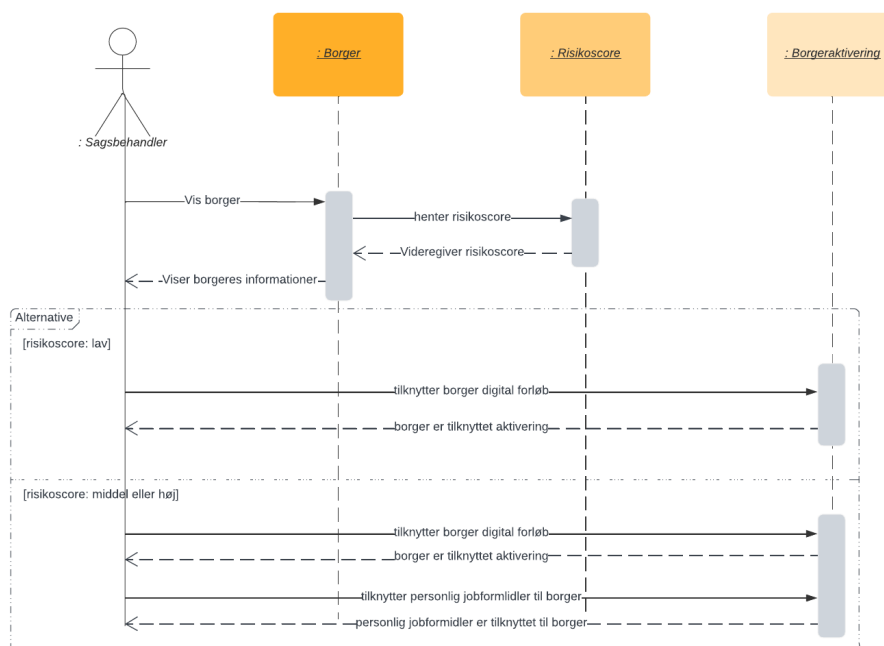 : Borger
: Risikoscore
: Borgeraktivering
: Sagsbehandler
Vis borger
henter risikoscore
Videregiver risikoscore
Viser borgeres informationer
Alternative
[risikoscore: lav]
tilknytter borger digital forløb
borger er tilknyttet aktivering
[risikoscore: middel eller høj]
tilknytter borger digital forløb
borger er tilknyttet aktivering
tilknytter personlig jobformlidler til borger
personlig jobformidler er tilknyttet til borger